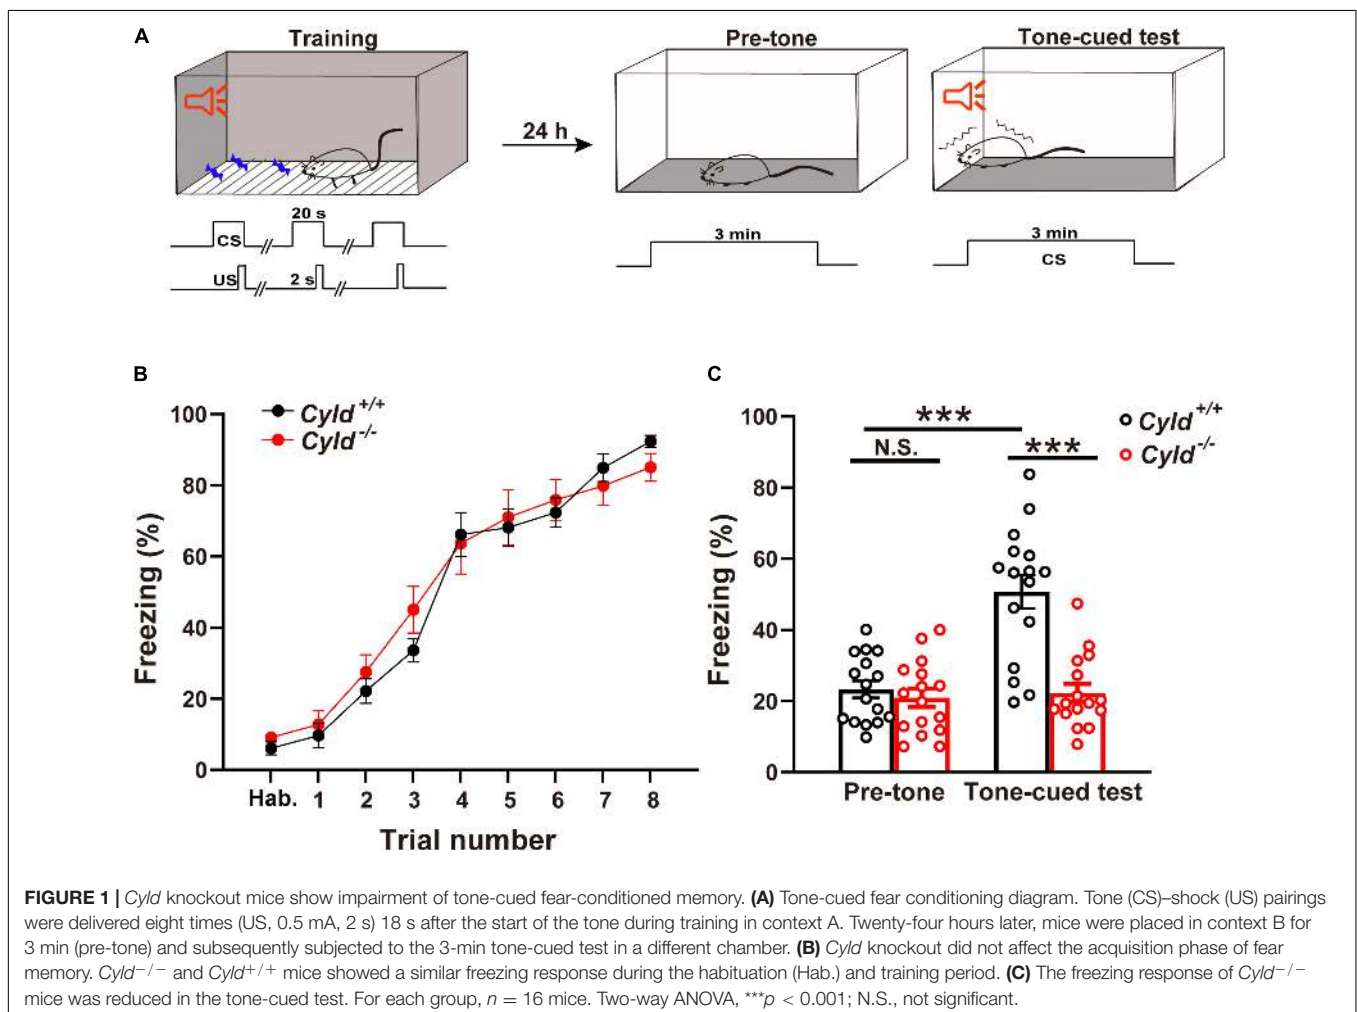 A
Training
Pre-tone
Tone-cued test
24 h
20 s
CS
US
2 s
3 min
3 min
CS
B
Cyld +/+
Cyld -/-
Freezing (%)
100
80
60
40
20
0
Hab. 1 2 3 4 5 6 7 8
Trial number
C
***
N.S.
***
Cyld +/+
Cyld -/-
Freezing (%)
100
80
60
40
20
0
Pre-tone Tone-cued test
FIGURE 1 | Cyld knockout mice show impairment of tone-cued fear-conditioned memory. (A) Tone-cued fear conditioning diagram. Tone (CS)–shock (US) pairings
were delivered eight times (US, 0.5 mA, 2 s) 18 s after the start of the tone during training in context A. Twenty-four hours later, mice were placed in context B for
3 min (pre-tone) and subsequently subjected to the 3-min tone-cued test in a different chamber. (B) Cyld knockout did not affect the acquisition phase of fear
memory. Cyld−/− and Cyld+/+ mice showed a similar freezing response during the habituation (Hab.) and training period. (C) The freezing response of Cyld−/−
mice was reduced in the tone-cued test. For each group, n = 16 mice. Two-way ANOVA, ***p < 0.001; N.S., not significant.